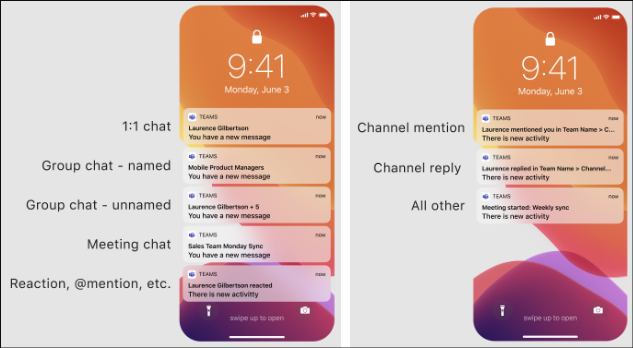 9:41
Monday, June 3
1:1 chat
TEAMS now
Laurence Gilbertson
You have a new message
Group chat - named
TEAMS now
Mobile Product Managers
You have a new message
Group chat - unnamed
TEAMS now
Laurence Gilbertson + 5
You have a new message
Meeting chat
TEAMS now
Sales Team Monday Sync
You have a new message
Reaction, @mention, etc.
TEAMS now
Laurence Gilbertson reacted
There is new activitty
swipe up to open
9:41
Monday, June 3
Channel mention
TEAMS now
Laurence mentioned you in Team Name > C...
There is new activity
Channel reply
TEAMS now
Laurence replied in Team Name > Channel...
There is new activity
All other
TEAMS now
Meeting started: Weekly sync
There is new activity
swipe up to open